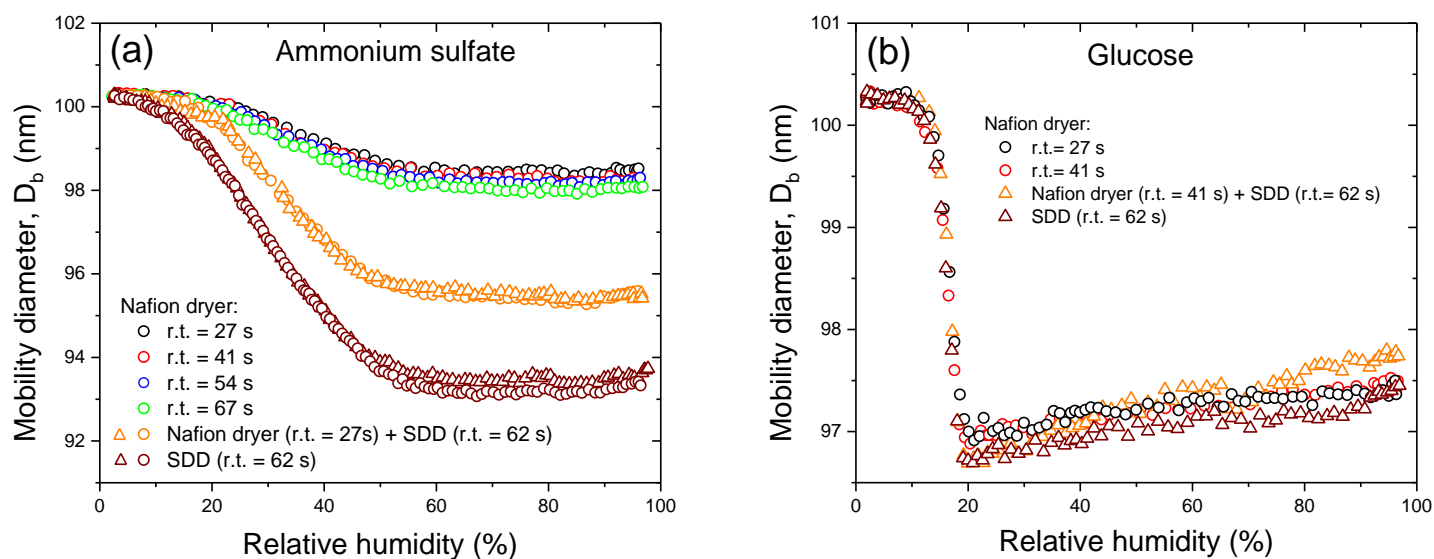 (a)
Ammonium sulfate
Mobility diameter, D_b (nm)
102
100
98
96
94
92
0
20
40
60
80
100
Relative humidity (%)
Nafion dryer:
r.t. = 27 s
r.t. = 41 s
r.t. = 54 s
r.t. = 67 s
Nafion dryer (r.t. = 27s) + SDD (r.t. = 62 s)
SDD (r.t. = 62 s)
(b)
Glucose
Mobility diameter, D_b (nm)
101
100
99
98
97
0
20
40
60
80
100
Relative humidity (%)
Nafion dryer:
r.t.= 27 s
r.t.= 41 s
Nafion dryer (r.t. = 41 s) + SDD (r.t.= 62 s)
SDD (r.t. = 62 s)